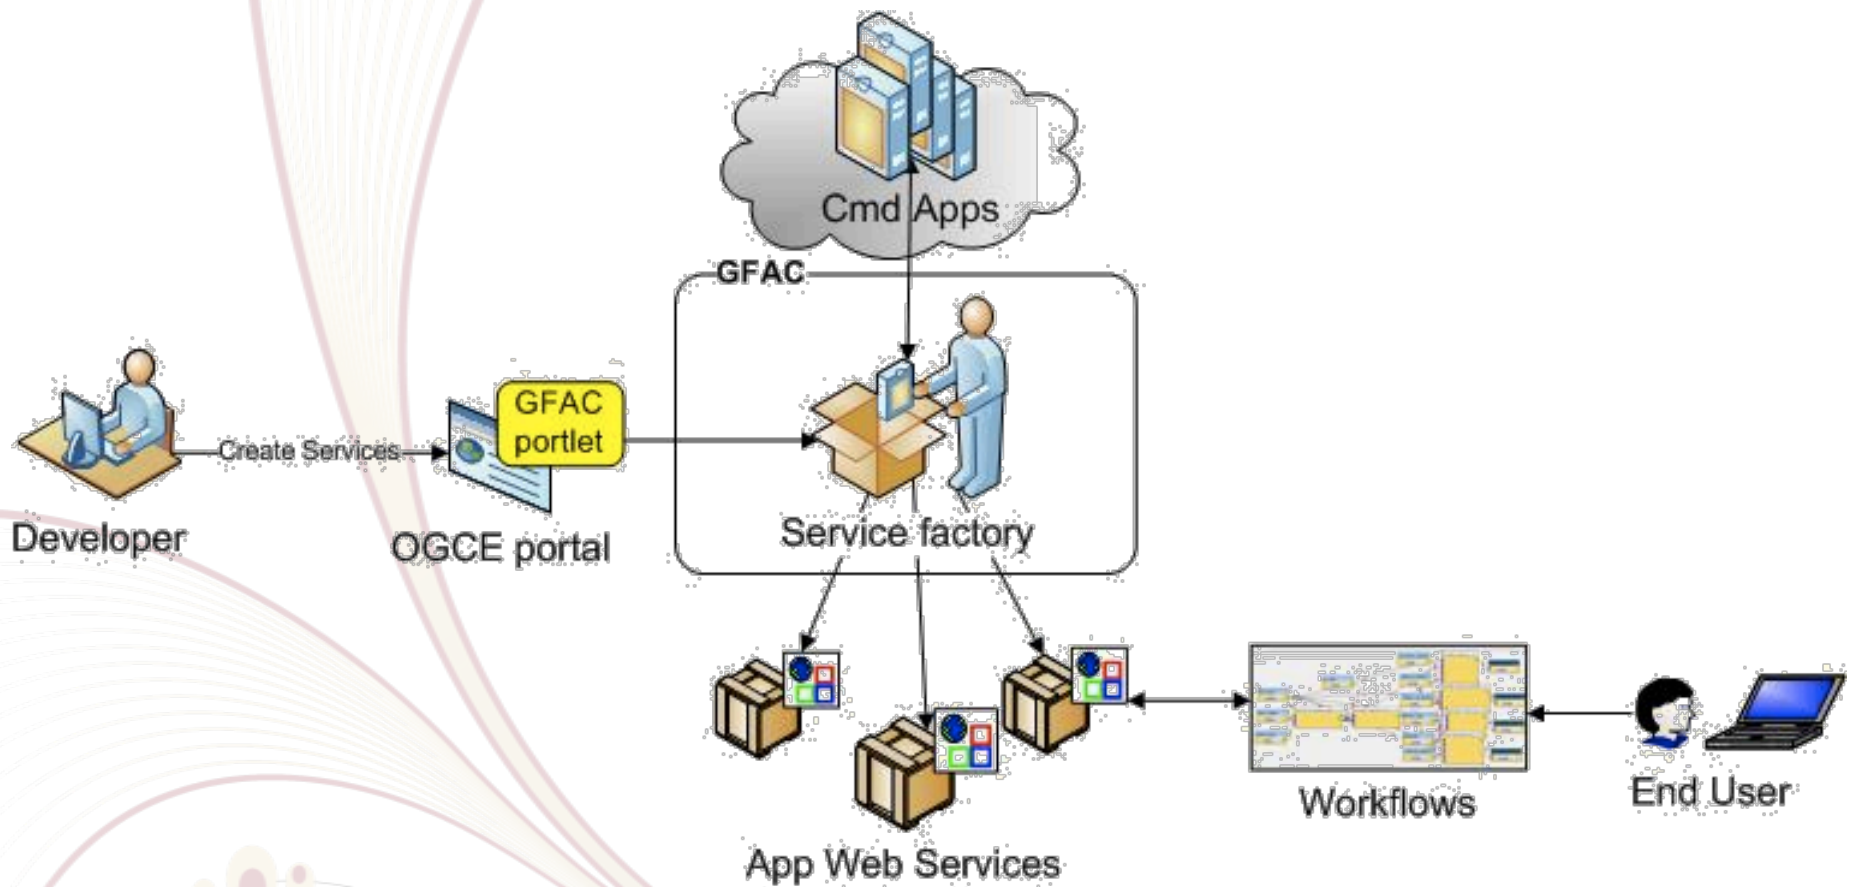 Cmd Apps
GFAC
GFAC
portlet
Create Services
Developer
OGCE portal
Service factory
Workflows
End User
App Web Services